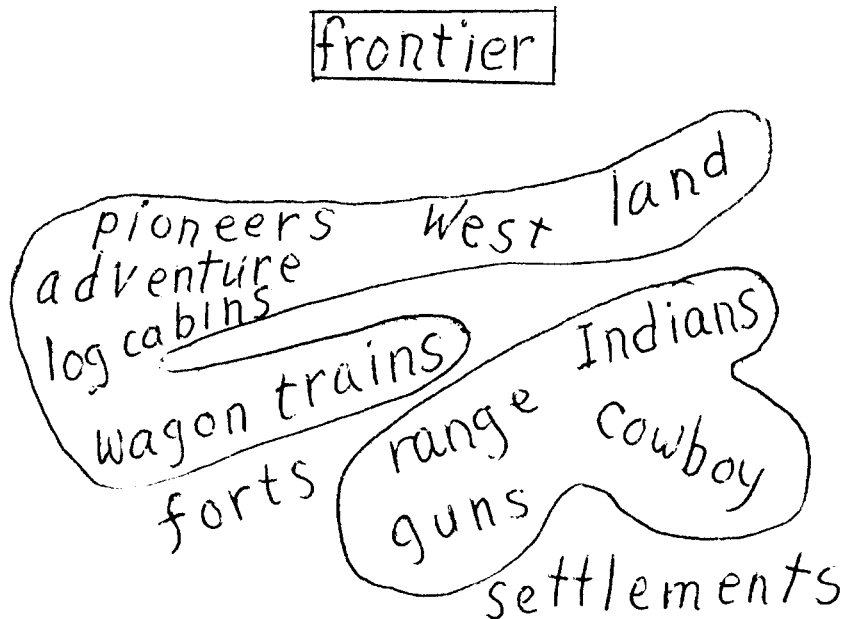 frontier
pioneers West land
adventure
log cabins
wagon trains
Indians
range cowboy
guns
forts
settlements